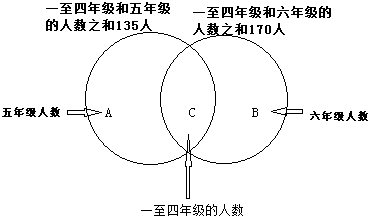 一至四年级和五年级
的人数之和135人
一至四年级和六年级的
人数之和170人
五年级人数
A
C
B
六年级人数
一至四年级的人数